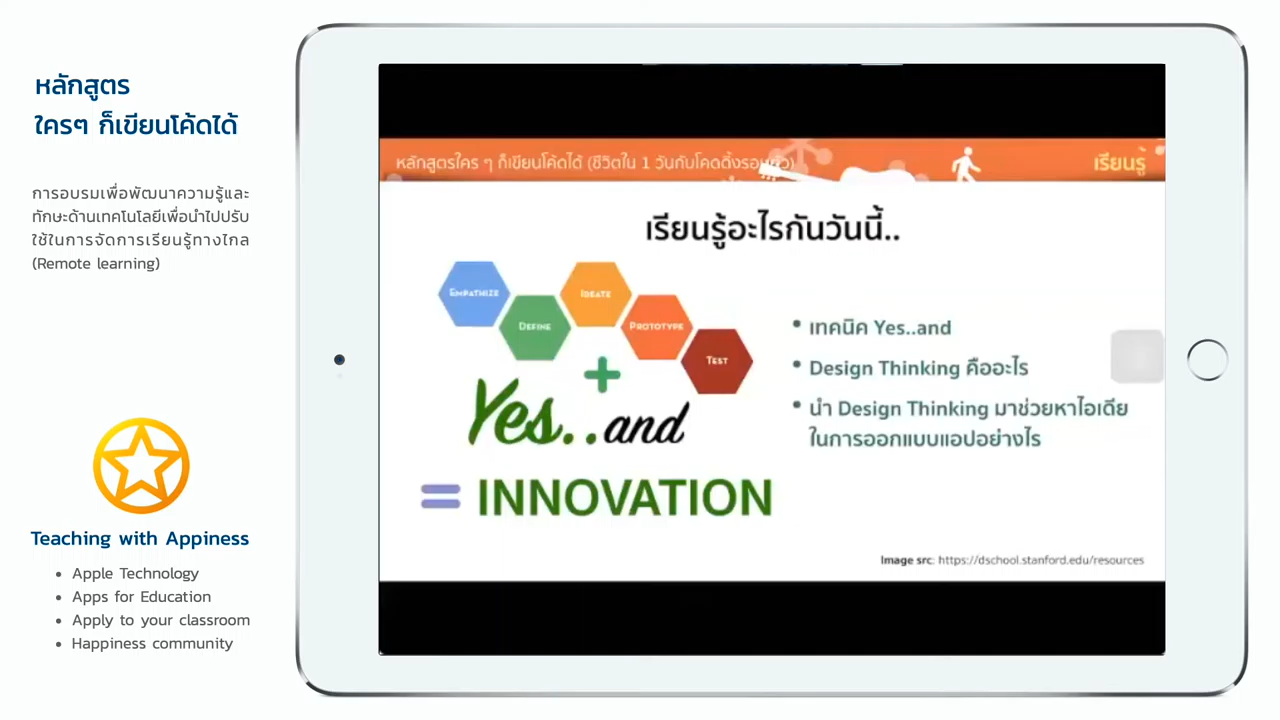 หลักสูตร
ใครๆ ก็เขียนโค้ดได้
การอบรมเพื่อพัฒนาความรู้และ
ทักษะด้านเทคโนโลยีเพื่อนำไปปรับ
ใช้ในการจัดการเรียนรู้ทางไกล
(Remote learning)
Teaching with Appiness
• Apple Technology
• Apps for Education
• Apply to your classroom
• Happiness community
หลักสูตรใคร ๆ ก็เขียนโค้ดได้ (ชีวิตใน 1 วันกับโคดดิ้งรอบตัว)
เรียนรู้
เรียนรู้อะไรกันวันนี้..
EMPATHIZE
DEFINE
IDEATE
PROTOTYPE
TEST
+
Yes..and
= INNOVATION
• เทคนิค Yes..and
• Design Thinking คืออะไร
• นำ Design Thinking มาช่วยหาไอเดีย
ในการออกแบบแอปอย่างไร
Image src: https://dschool.stanford.edu/resources